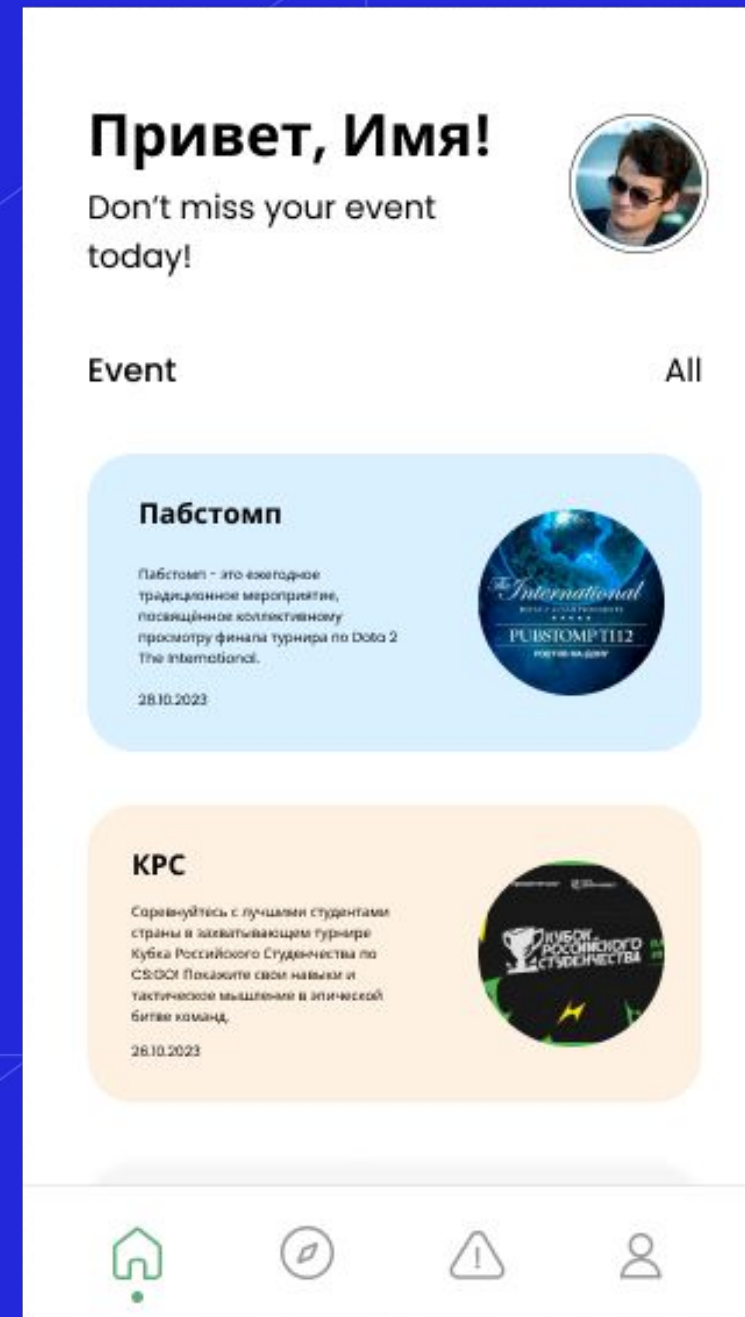 Привет, Имя!
Don't miss your event
today!
Event
All
Пабстомп
Пабстомп - это ежегодное
традиционное мероприятие,
посвящённое коллективному
просмотру финала турнира по Dota 2
The International.
28.10.2023
The International
PUBSTOMP TI12
РОСТОВ-НА-ДОНУ
КРС
Соревнуйтесь с лучшими студентами
страны в захватывающем турнире
Кубка Российского Студенчества по
CS:GO! Покажите свои навыки и
тактическое мышление в эпической
битве команд.
26.10.2023
КУБОК
РОССИЙСКОГО
СТУДЕНЧЕСТВА